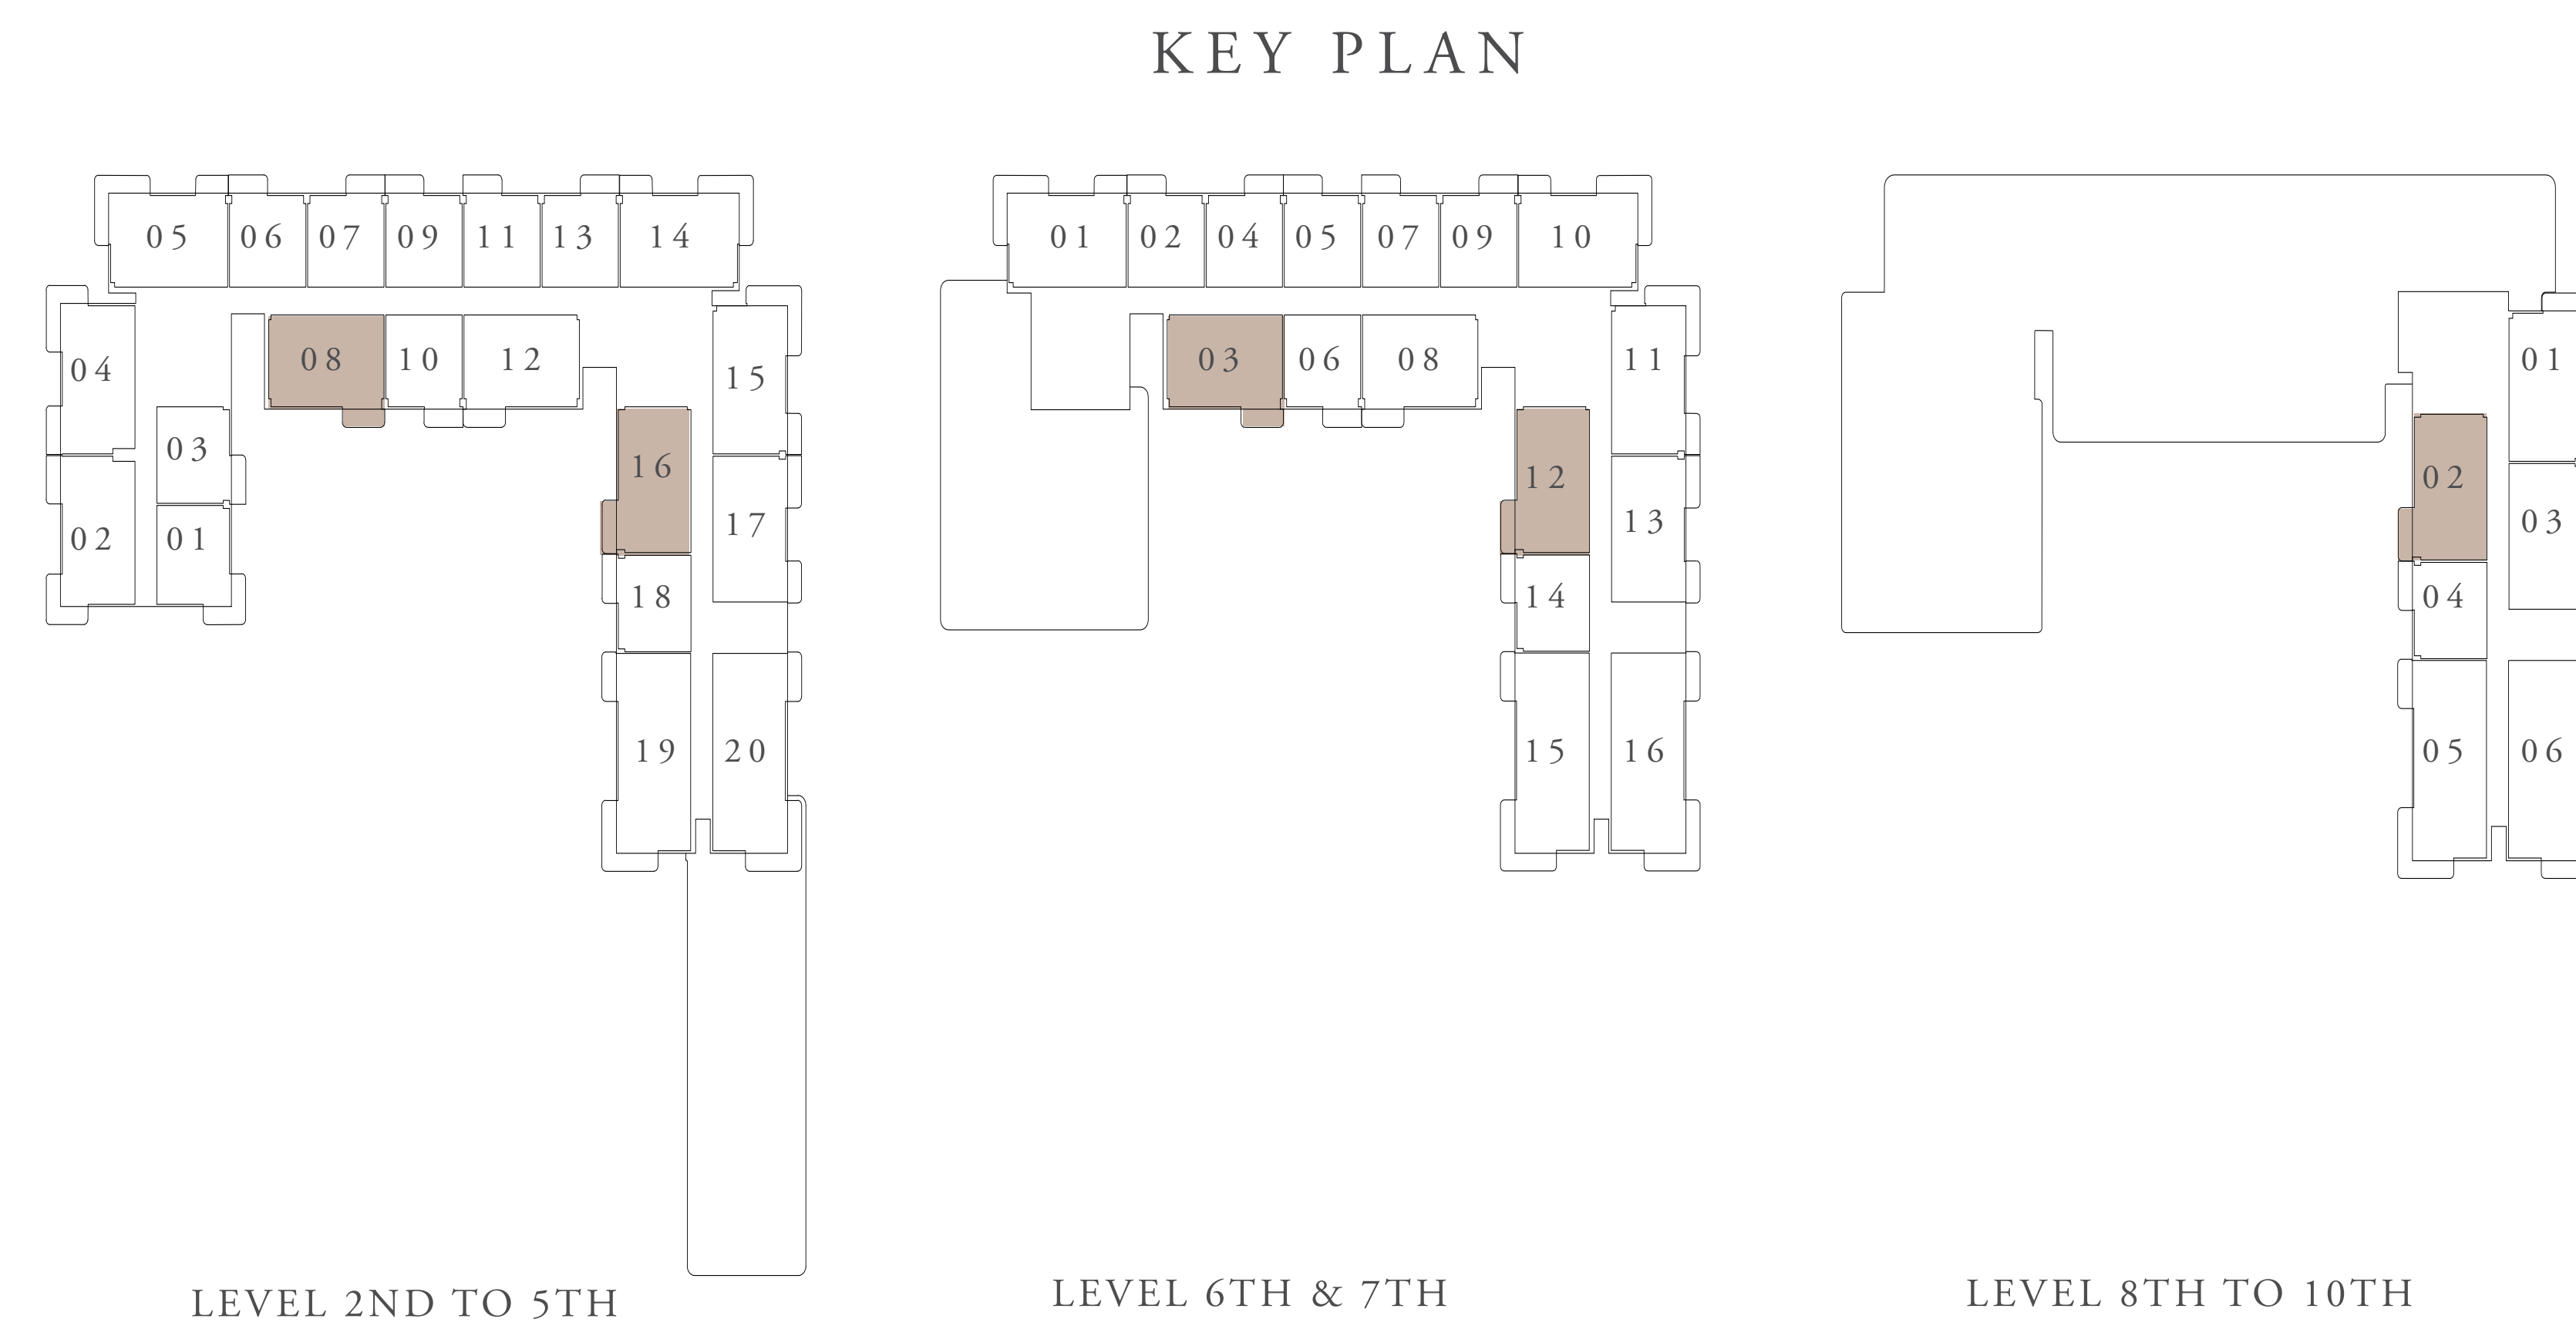 KEY PLAN
05 06 07 09 11 13 14
04 08 10 12 15
03 16 17
02 01 18
19 20
LEVEL 2ND TO 5TH
01 02 04 05 07 09 10
03 06 08 11
12 13
14
15 16
LEVEL 6TH & 7TH
01
02
03
04
05 06
LEVEL 8TH TO 10TH